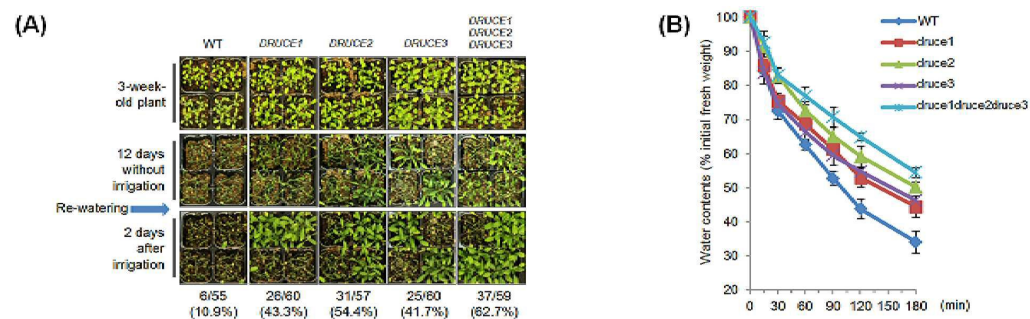 (A)
WT
DRUCE1
DRUCE2
DRUCE3
DRUCE1
DRUCE2
DRUCE3
3-week-
old plant
12 days
without
irrigation
Re-watering
2 days
after
irrigation
6/55
(10.9%)
26/60
(43.3%)
31/57
(54.4%)
25/60
(41.7%)
37/59
(62.7%)
(B)
Water contents (% initial fresh weight)
100
90
80
70
60
50
40
30
20
0 30 60 90 120 150 180 (min)
WT
druce1
druce2
druce3
druce1druce2druce3